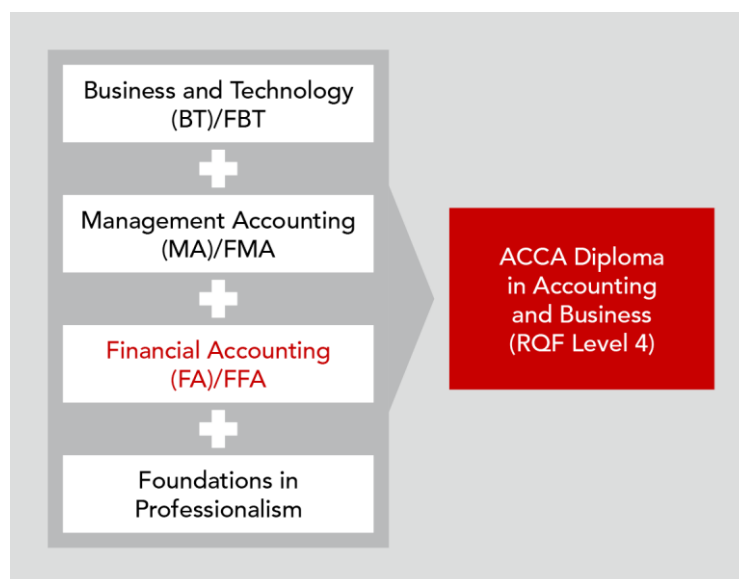 Business and Technology
(BT)/FBT
Management Accounting
(MA)/FMA
Financial Accounting
(FA)/FFA
Foundations in
Professionalism
ACCA Diploma
in Accounting
and Business
(RQF Level 4)